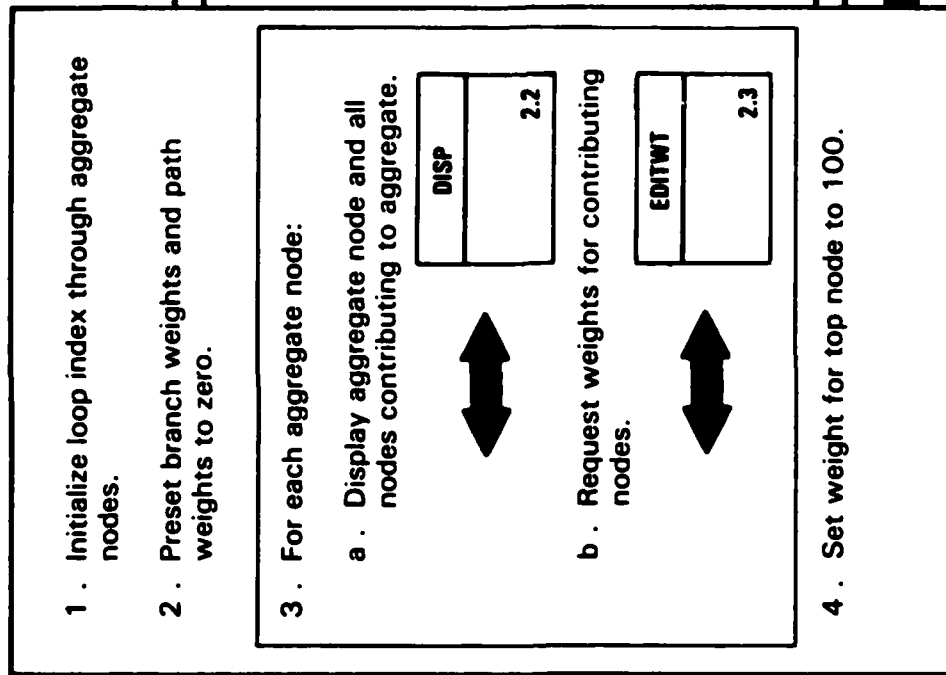 1. Initialize loop index through aggregate
nodes.
2. Preset branch weights and path
weights to zero.
3. For each aggregate node:
a. Display aggregate node and all
nodes contributing to aggregate.
DISP
2.2
b. Request weights for contributing
nodes.
EDITWT
2.3
4. Set weight for top node to 100.